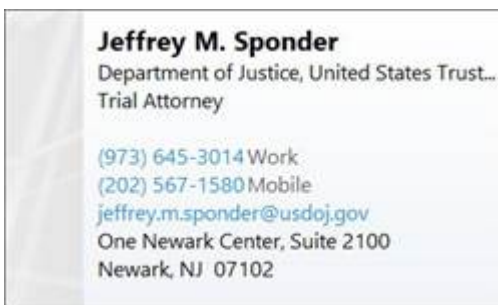 Jeffrey M. Sponder
Department of Justice, United States Trust...
Trial Attorney
(973) 645-3014 Work
(202) 567-1580 Mobile
jeffrey.m.sponder@usdoj.gov
One Newark Center, Suite 2100
Newark, NJ 07102